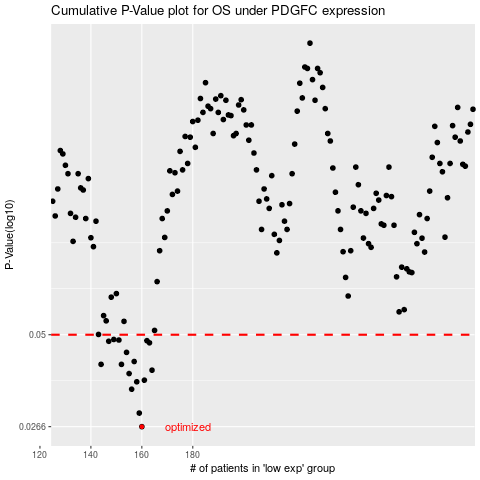 Cumulative P-Value plot for OS under PDGFC expression
P-Value(log10)
0.05
0.0266
optimized
120 140 160 180
# of patients in 'low exp' group